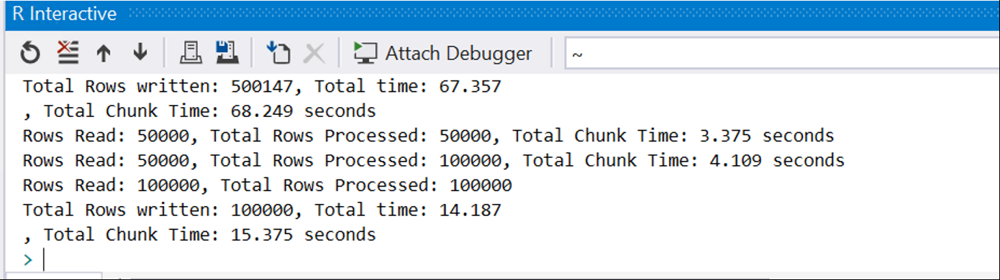 R Interactive
Attach Debugger
~
Total Rows written: 500147, Total time: 67.357
, Total Chunk Time: 68.249 seconds
Rows Read: 50000, Total Rows Processed: 50000, Total Chunk Time: 3.375 seconds
Rows Read: 50000, Total Rows Processed: 100000, Total Chunk Time: 4.109 seconds
Rows Read: 100000, Total Rows Processed: 100000
Total Rows written: 100000, Total time: 14.187
, Total Chunk Time: 15.375 seconds
>